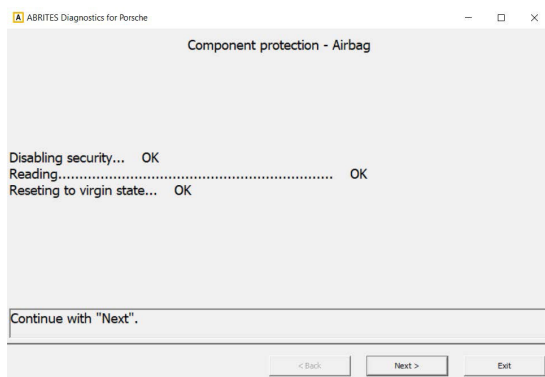 A ABRITES Diagnostics for Porsche
Component protection - Airbag
Disabling security... OK
Reading................................................................. OK
Reseting to virgin state... OK
Continue with "Next".
< Back Next > Exit